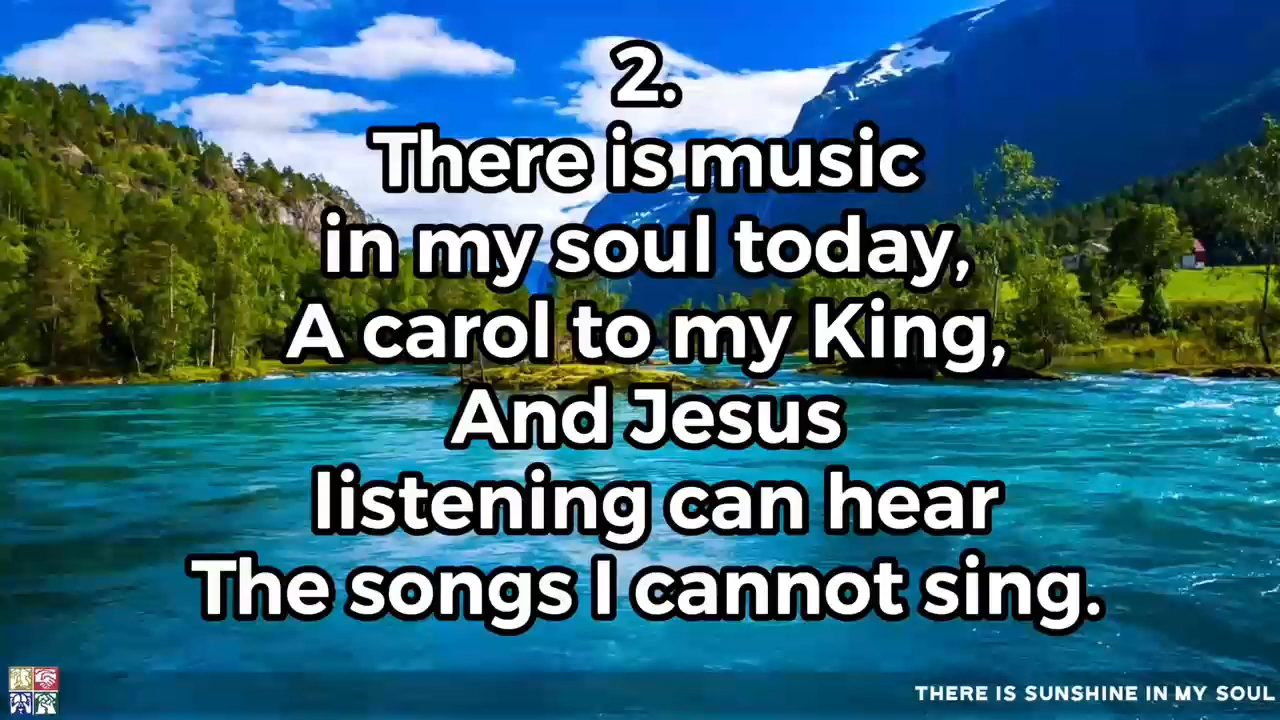 2.
There is music
in my soul today,
A carol to my King,
And Jesus
listening can hear
The songs I cannot sing.
THERE IS SUNSHINE IN MY SOUL